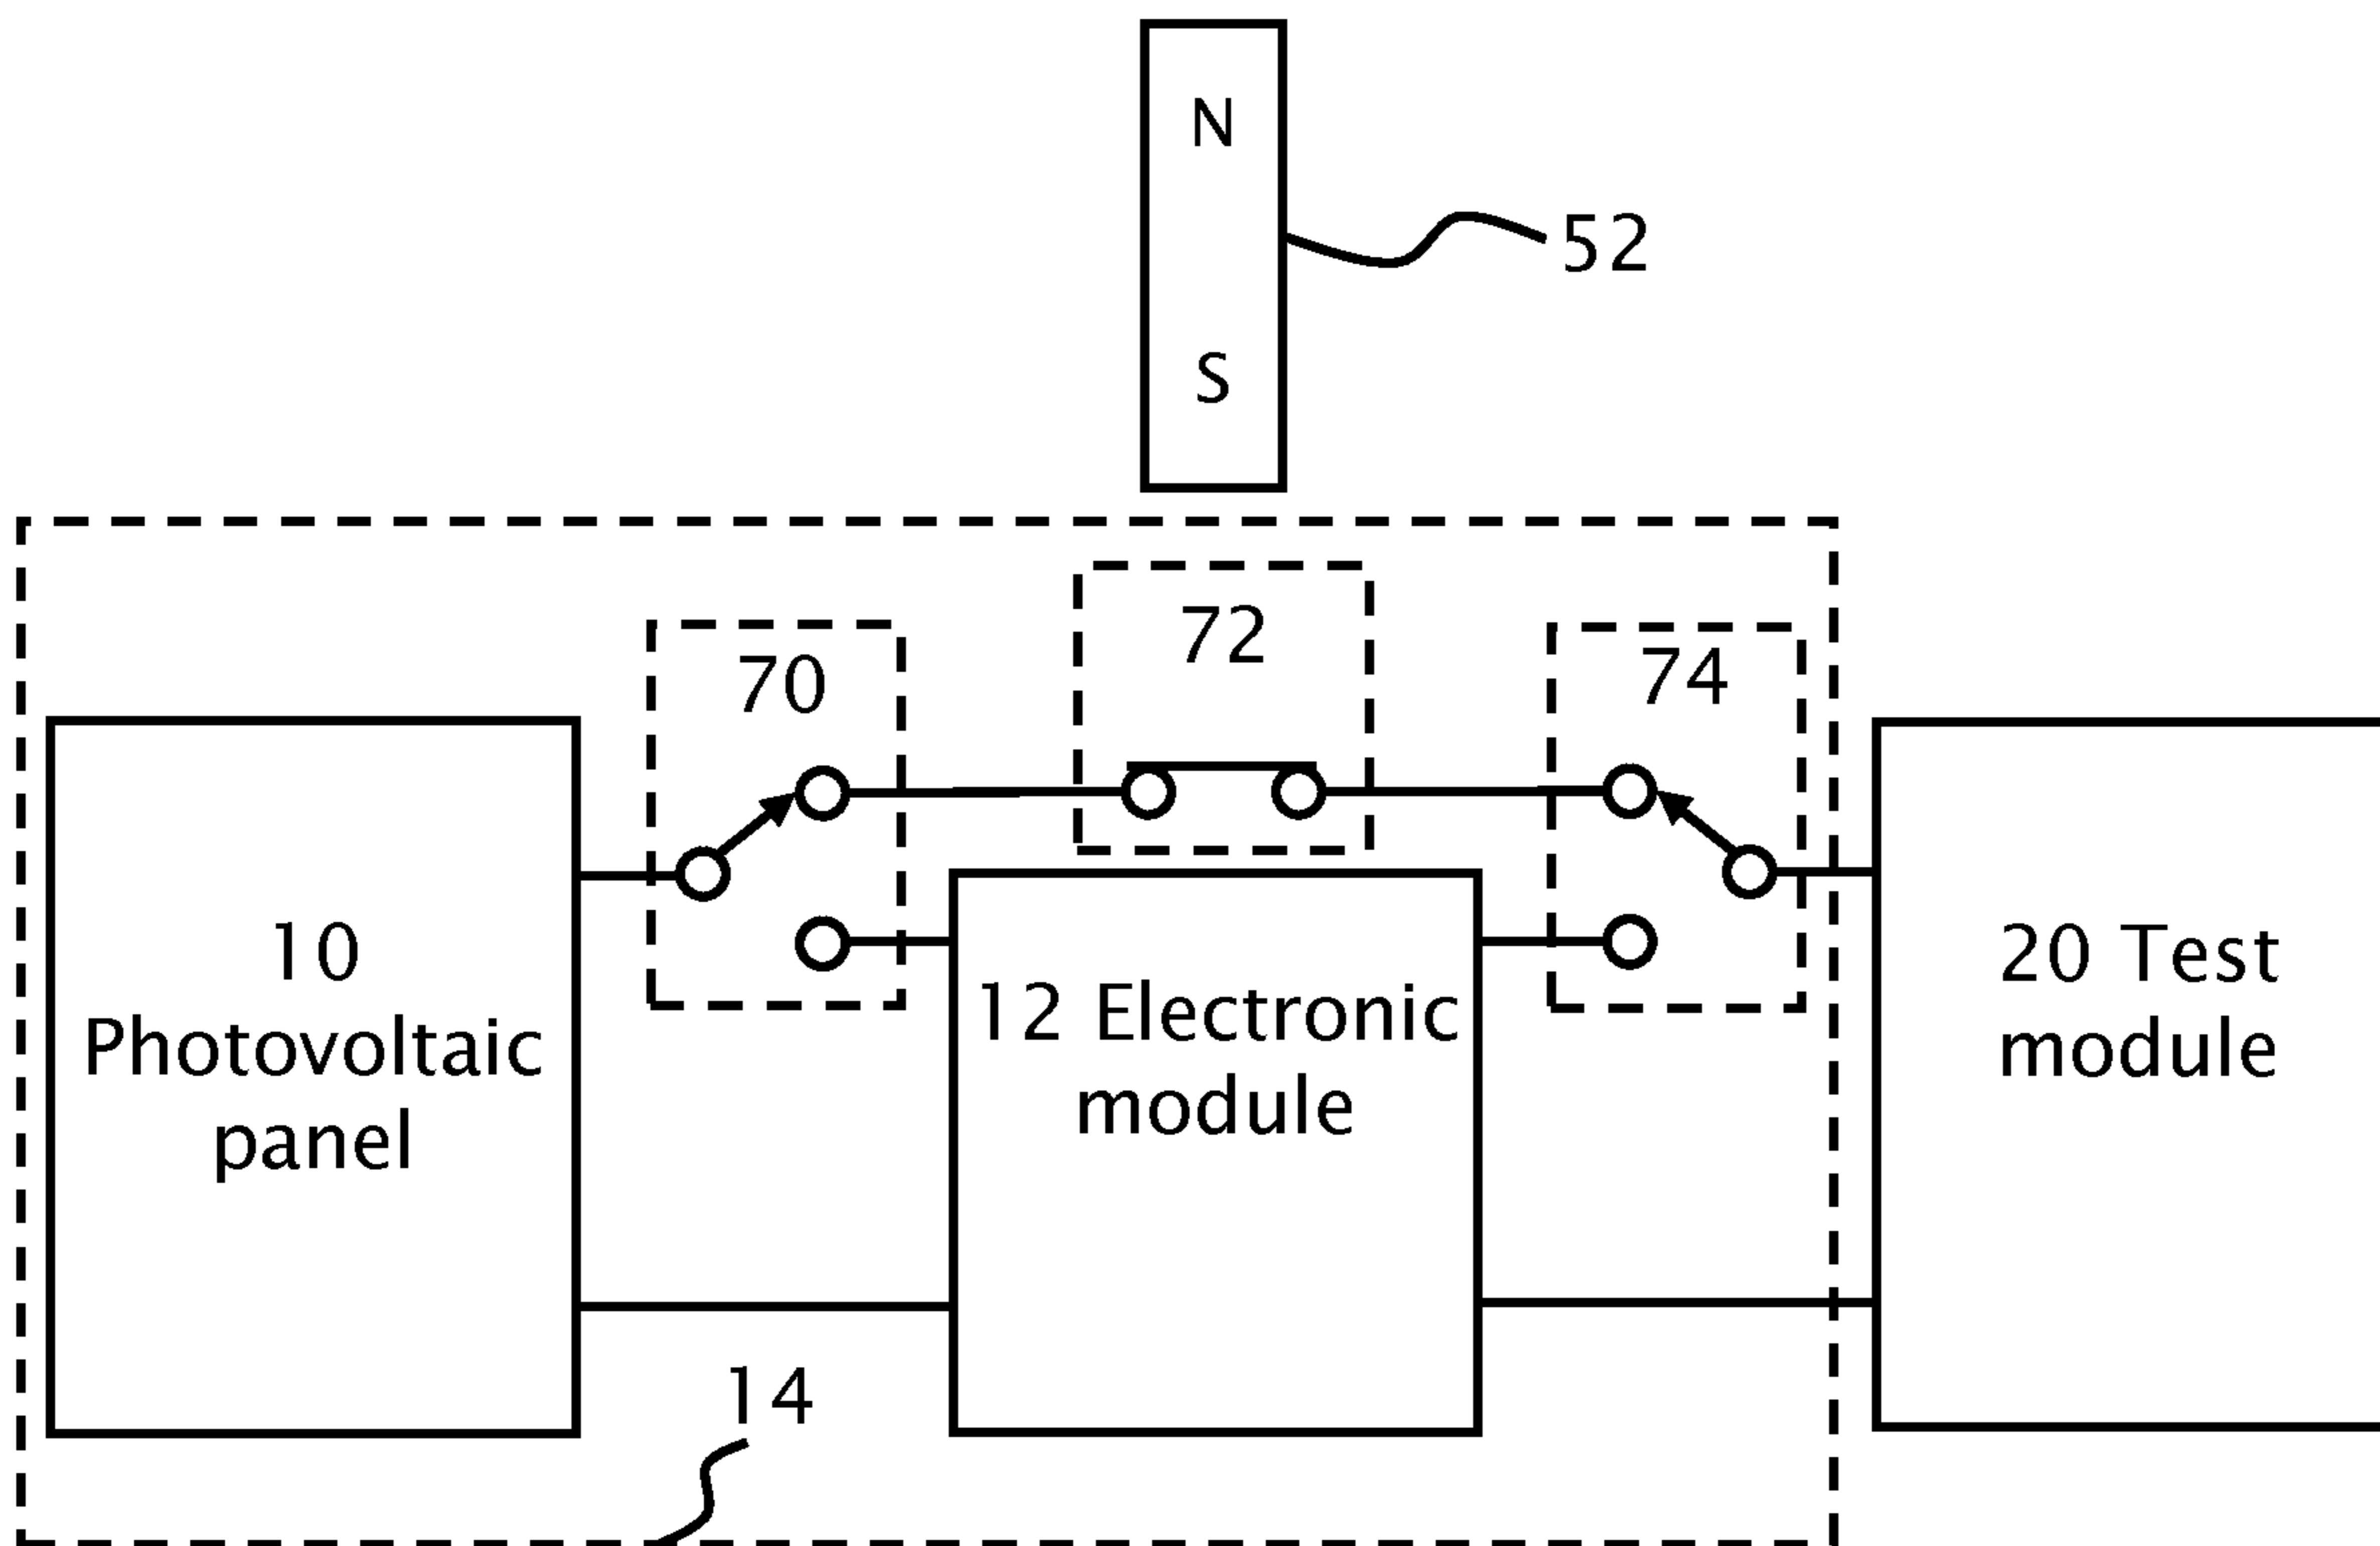 N
52
S
72
70
74
10
Photovoltaic
panel
12 Electronic
module
20 Test
module
14